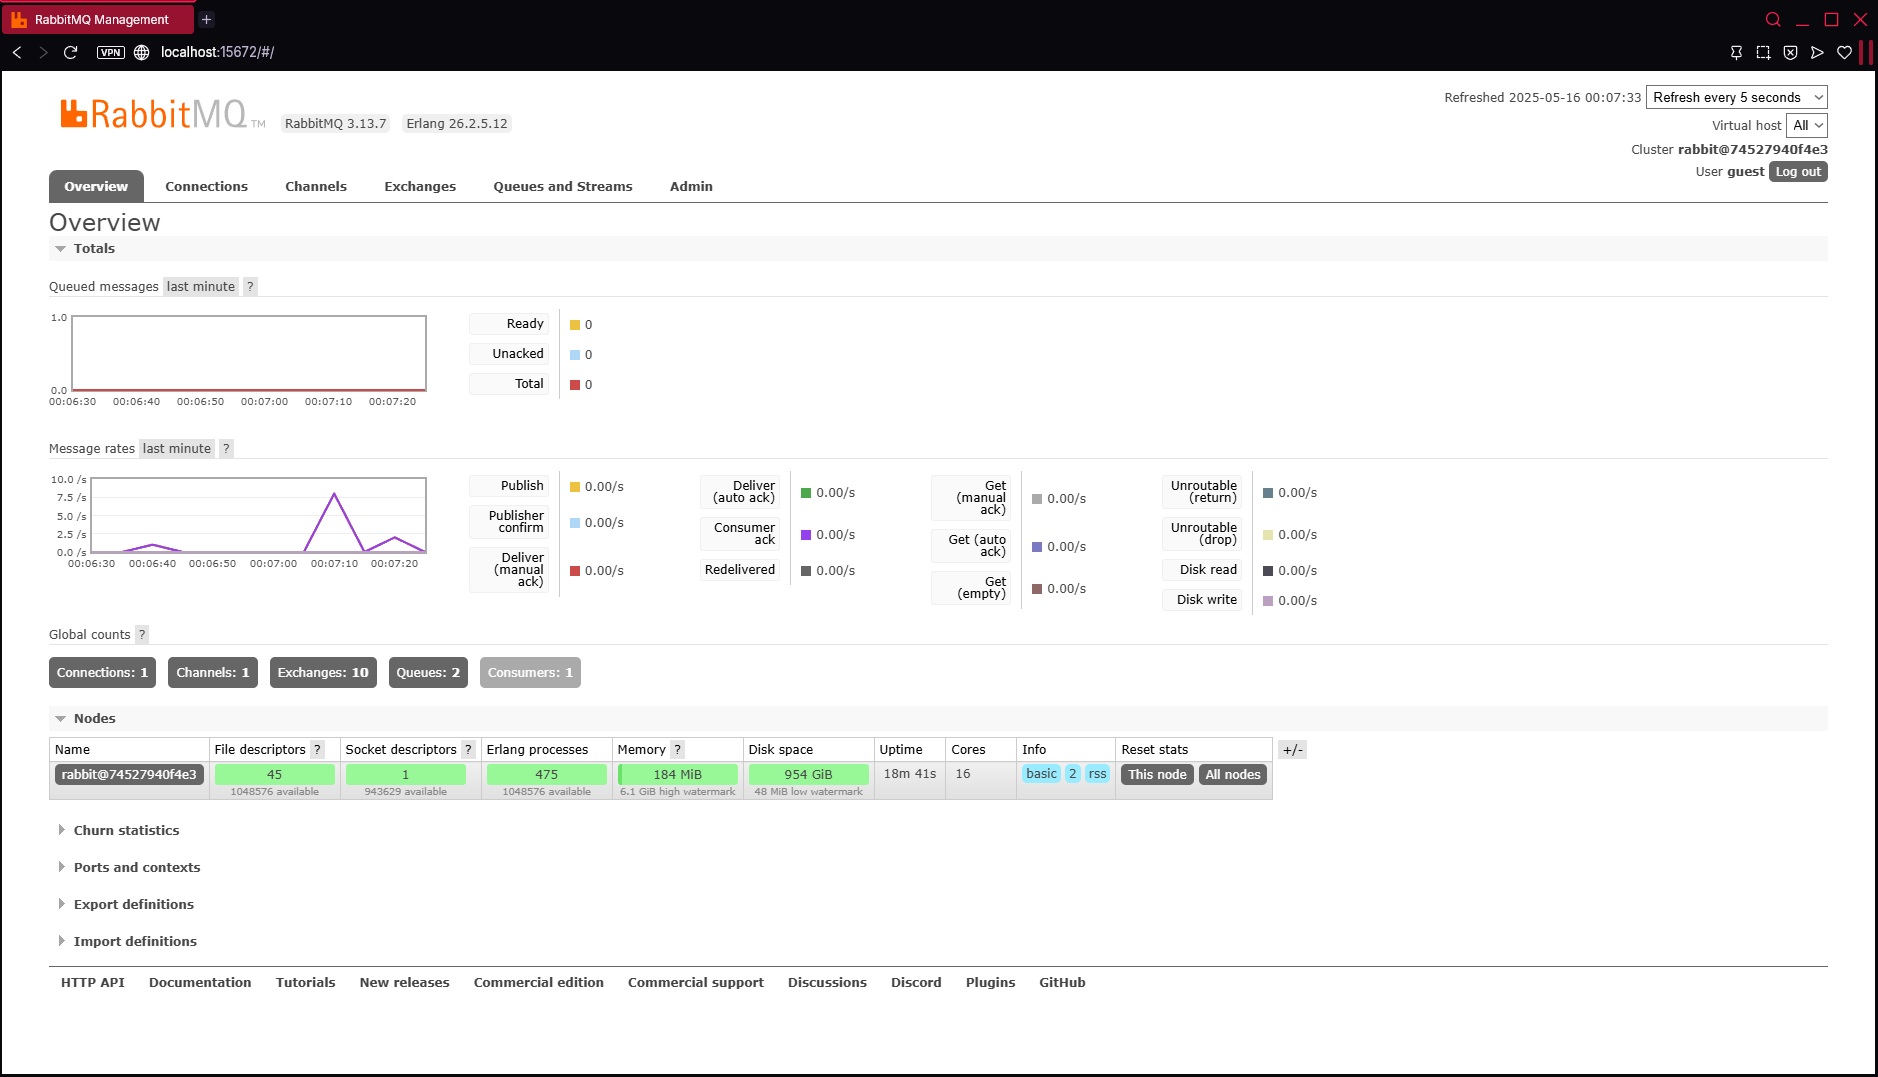 RabbitMQ Management
VPN localhost:15672/#/
RabbitMQ TM RabbitMQ 3.13.7 Erlang 26.2.5.12
Refreshed 2025-05-16 00:07:33 Refresh every 5 seconds
Virtual host All
Cluster rabbit@74527940f4e3
User guest Log out
Overview Connections Channels Exchanges Queues and Streams Admin
Overview
Totals
Queued messages last minute ?
1.0
0.0
00:06:30 00:06:40 00:06:50 00:07:00 00:07:10 00:07:20
Ready 0
Unacked 0
Total 0
Message rates last minute ?
10.0 /s
7.5 /s
5.0 /s
2.5 /s
0.0 /s
00:06:30 00:06:40 00:06:50 00:07:00 00:07:10 00:07:20
Publish 0.00/s
Publisher
confirm 0.00/s
Deliver
(manual
ack) 0.00/s
Deliver
(auto ack) 0.00/s
Consumer
ack 0.00/s
Redelivered 0.00/s
Get
(manual
ack) 0.00/s
Get (auto
ack) 0.00/s
Get
(empty) 0.00/s
Unroutable
(return) 0.00/s
Unroutable
(drop) 0.00/s
Disk read 0.00/s
Disk write 0.00/s
Global counts ?
Connections: 1 Channels: 1 Exchanges: 10 Queues: 2 Consumers: 1
Nodes
Name File descriptors ? Socket descriptors ? Erlang processes Memory ? Disk space Uptime Cores Info Reset stats +/-
rabbit@74527940f4e3 45 1 475 184 MiB 954 GiB 18m 41s 16 basic 2 rss This node All nodes
1048576 available 943629 available 1048576 available 6.1 GiB high watermark 48 MiB low watermark
Churn statistics
Ports and contexts
Export definitions
Import definitions
HTTP API Documentation Tutorials New releases Commercial edition Commercial support Discussions Discord Plugins GitHub